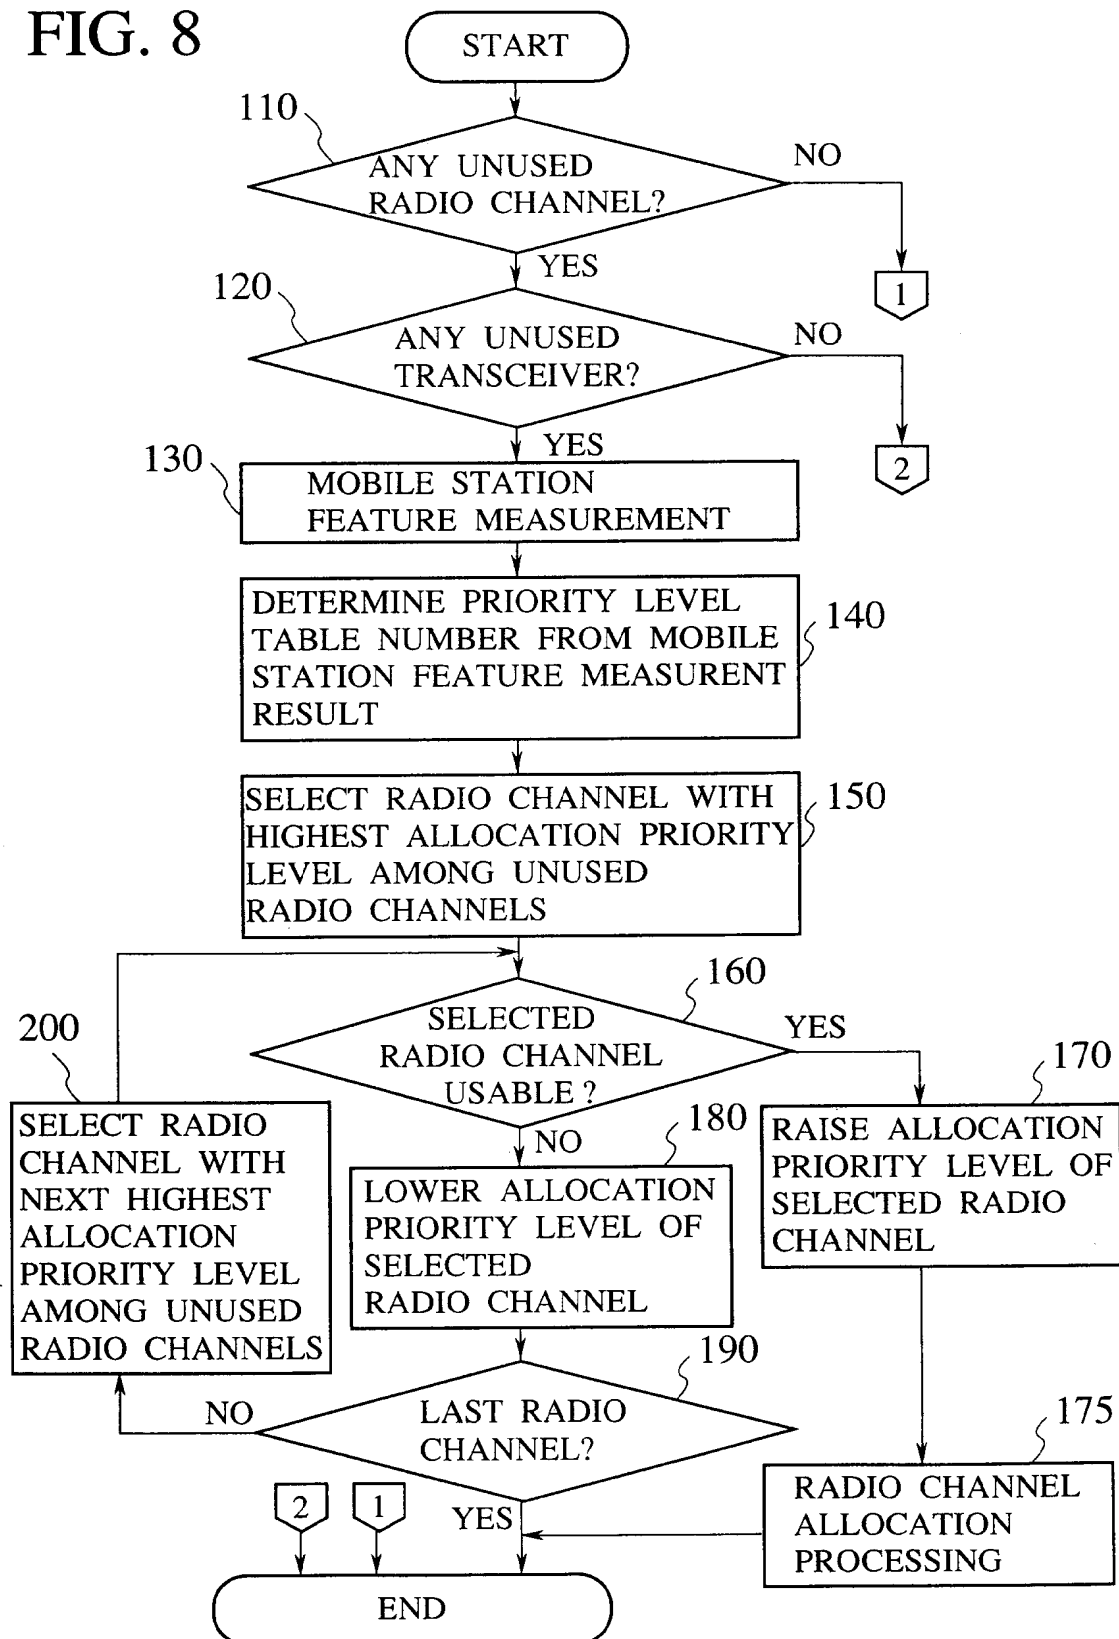 FIG. 8
START
110
ANY UNUSED
RADIO CHANNEL?
NO
YES
1
120
ANY UNUSED
TRANSCEIVER?
NO
YES
2
130
MOBILE STATION
FEATURE MEASUREMENT
DETERMINE PRIORITY LEVEL
TABLE NUMBER FROM MOBILE
STATION FEATURE MEASURENT
RESULT
140
SELECT RADIO CHANNEL WITH
HIGHEST ALLOCATION PRIORITY
LEVEL AMONG UNUSED
RADIO CHANNELS
150
160
SELECTED
RADIO CHANNEL
USABLE ?
YES
NO
200
SELECT RADIO
CHANNEL WITH
NEXT HIGHEST
ALLOCATION
PRIORITY LEVEL
AMONG UNUSED
RADIO CHANNELS
180
LOWER ALLOCATION
PRIORITY LEVEL OF
SELECTED
RADIO CHANNEL
170
RAISE ALLOCATION
PRIORITY LEVEL OF
SELECTED RADIO
CHANNEL
190
LAST RADIO
CHANNEL?
NO
YES
175
RADIO CHANNEL
ALLOCATION
PROCESSING
2
1
END